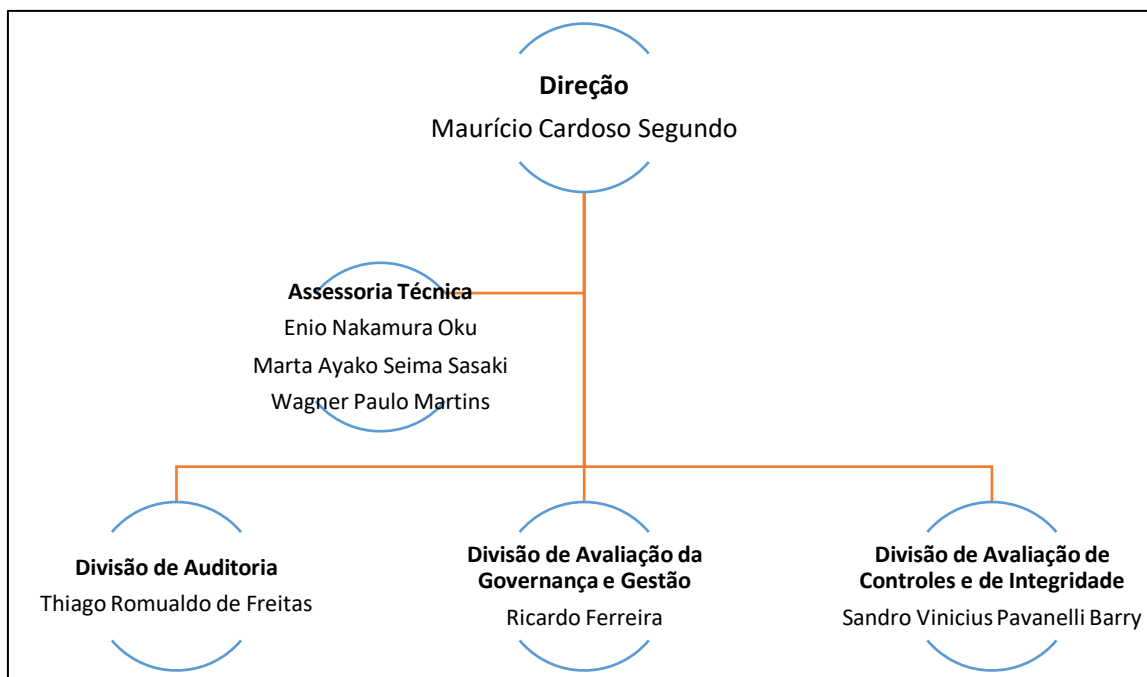 Direção
Maurício Cardoso Segundo
Assessoria Técnica
Enio Nakamura Oku
Marta Ayako Seima Sasaki
Wagner Paulo Martins
Divisão de Auditoria
Thiago Romualdo de Freitas
Divisão de Avaliação da
Governança e Gestão
Ricardo Ferreira
Divisão de Avaliação de
Controles e de Integridade
Sandro Vinicius Pavanelli Barry